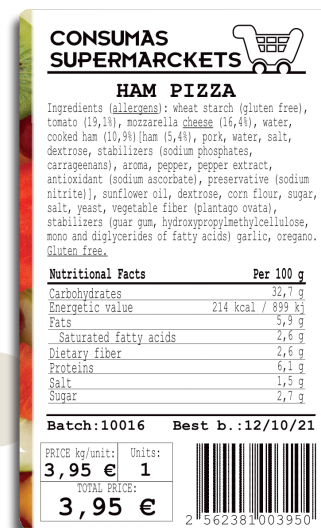 CONSUMAS
SUPERMARCKETS
HAM PIZZA
Ingredients (allergens): wheat starch (gluten free),
tomato (19,1%), mozzarella cheese (16,4%), water,
cooked ham (10,9%)[ham (5,4%), pork, water, salt,
dextrose, stabilizers (sodium phosphates,
carrageenans), aroma, pepper, pepper extract,
antioxidant (sodium ascorbate), preservative (sodium
nitrite)], sunflower oil, dextrose, corn flour, sugar,
salt, yeast, vegetable fiber (plantago ovata),
stabilizers (guar gum, hydroxypropylmethylcellulose,
mono and diglycerides of fatty acids) garlic, oregano.
Gluten free.
Nutritional Facts Per 100 g
Carbohydrates 32,7 g
Energetic value 214 kcal / 899 kj
Fats 5,9 g
Saturated fatty acids 2,6 g
Dietary fiber 2,6 g
Proteins 6,1 g
Salt 1,5 g
Sugar 2,7 g
Batch:10016 Best b.:12/10/21
PRICE kg/unit: Units:
3,95 € 1
TOTAL PRICE:
3,95 €
2 562381 003950